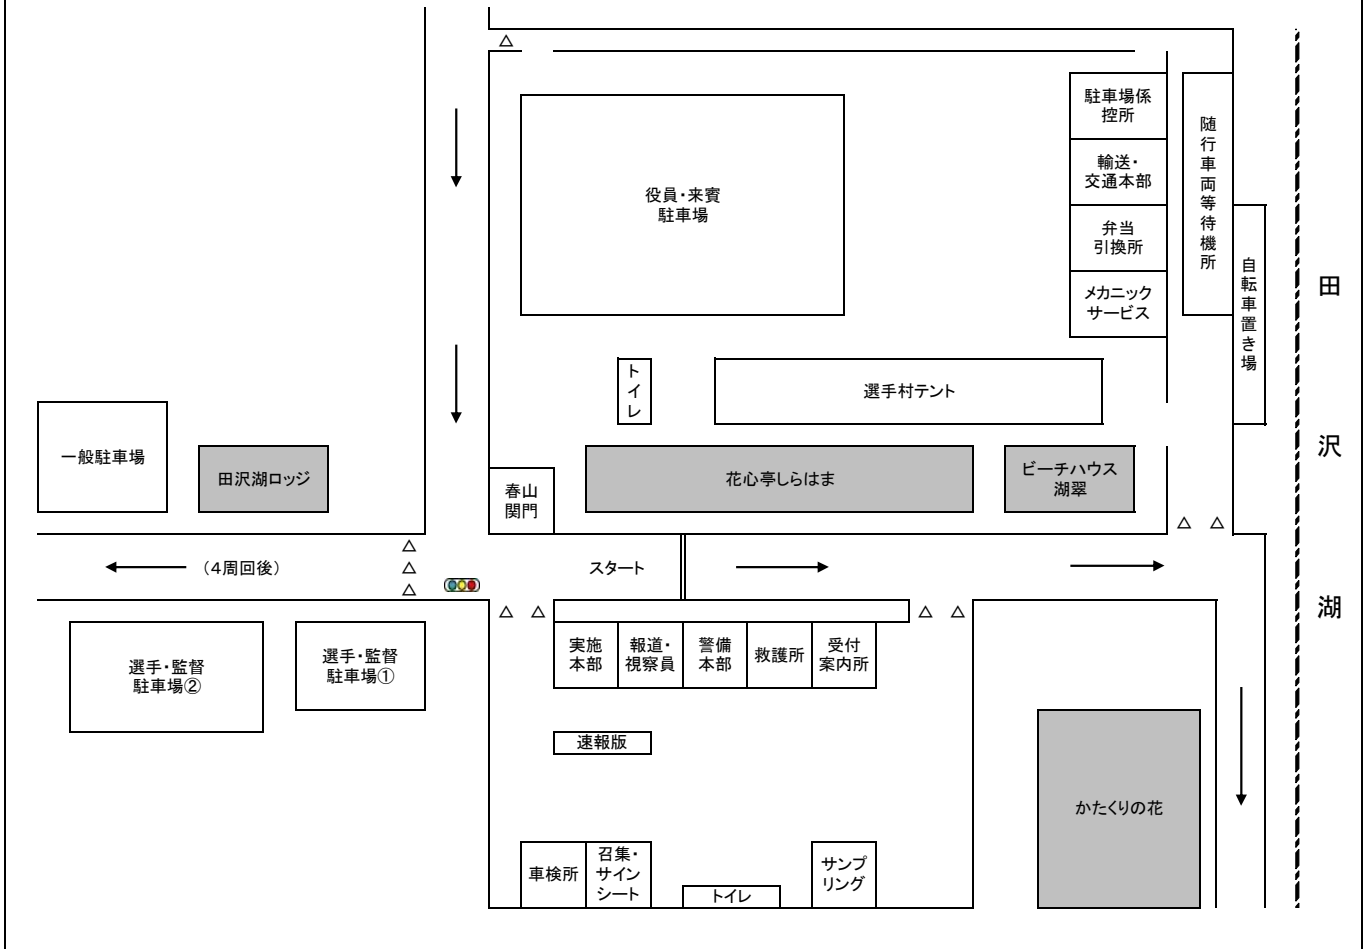 駐車場係
控所
随行車両等待機所
輸送・
交通本部
役員・来賓
駐車場
弁当
引換所
自転車置き場
メカニック
サービス
田沢湖
トイレ
選手村テント
一般駐車場
田沢湖ロッジ
春山
関門
花心亭しらはま
ビーチハウス
湖翠
(4周回後)
スタート
選手・監督
駐車場②
選手・監督
駐車場①
実施
本部
報道・
視察員
警備
本部
救護所
受付
案内所
速報版
かたくりの花
車検所
召集・
サイン
シート
トイレ
サンプ
リング